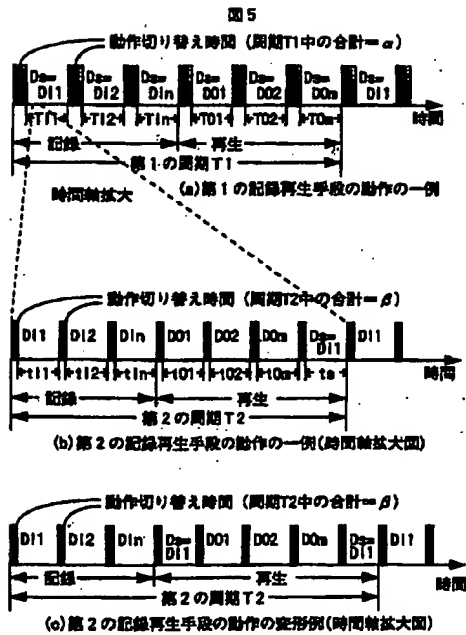 図5
動作切り替え時間 (周期T1中の合計=α)
Ds=DI1 Ds=DI2 Ds=DIn Ds=DO1 Ds=DO2 Ds=DOm Ds=DI1
TI1 TI2 TIn TO1 TO2 TOm 時間
記録 再生
第1の周期T1
(a)第1の記録再生手段の動作の一例
時間軸拡大
動作切り替え時間 (周期T2中の合計=β)
DI1 DI2 DIn DO1 DO2 DOm Ds=DI1 DI1
tI1 tI2 tIn tO1 tO2 tOm ts 時間
記録 再生
第2の周期T2
(b)第2の記録再生手段の動作の一例(時間軸拡大図)
動作切り替え時間 (周期T2中の合計=β)
DI1 DI2 DIn Ds=DI1 DO1 DO2 DOm Ds=DI1 DI1
時間
記録 再生
第2の周期T2
(c)第2の記録再生手段の動作の変形例(時間軸拡大図)